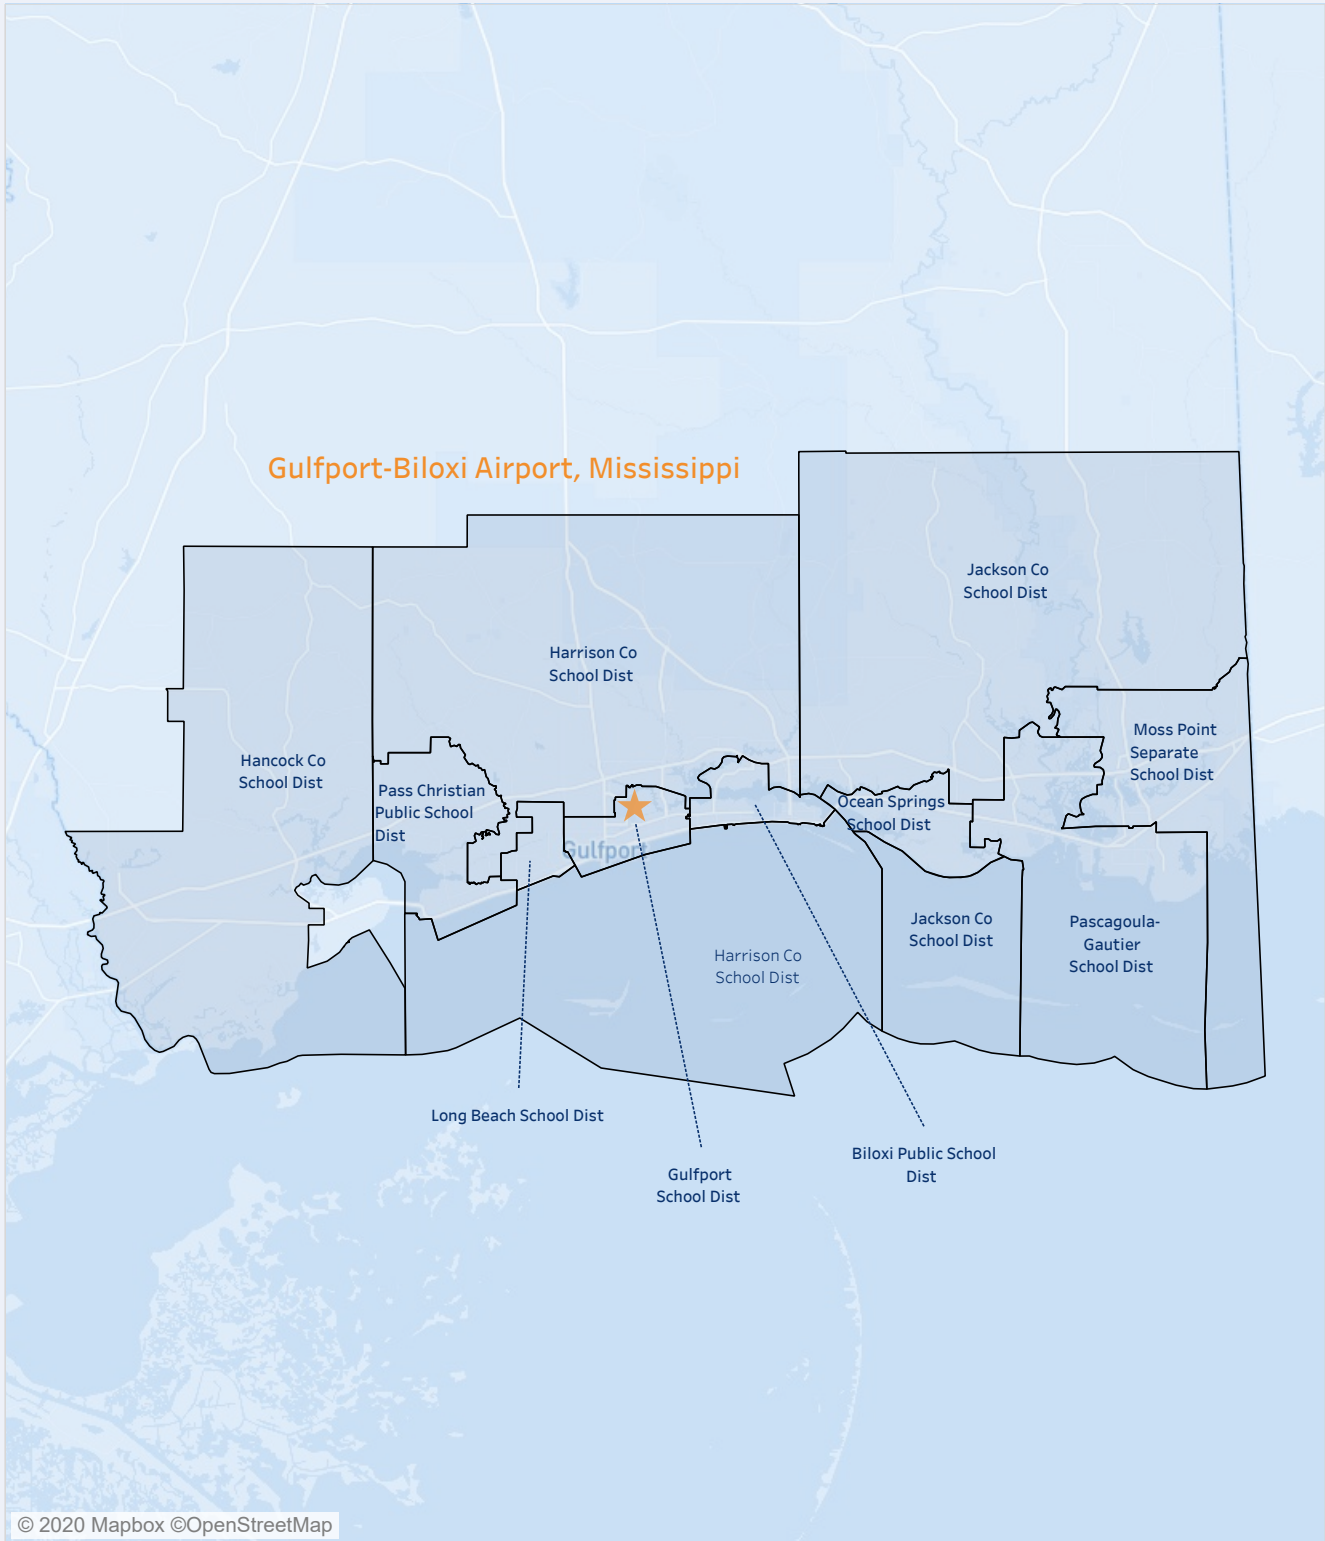 Gulfport-Biloxi Airport, Mississippi
Jackson Co
School Dist
Harrison Co
School Dist
Moss Point
Separate
School Dist
Hancock Co
School Dist
Pass Christian
Public School
Dist
Ocean Springs
School Dist
Gulfport
Jackson Co
School Dist
Pascagoula-
Gautier
School Dist
Harrison Co
School Dist
Long Beach School Dist
Biloxi Public School
Dist
Gulfport
School Dist
© 2020 Mapbox ©OpenStreetMap